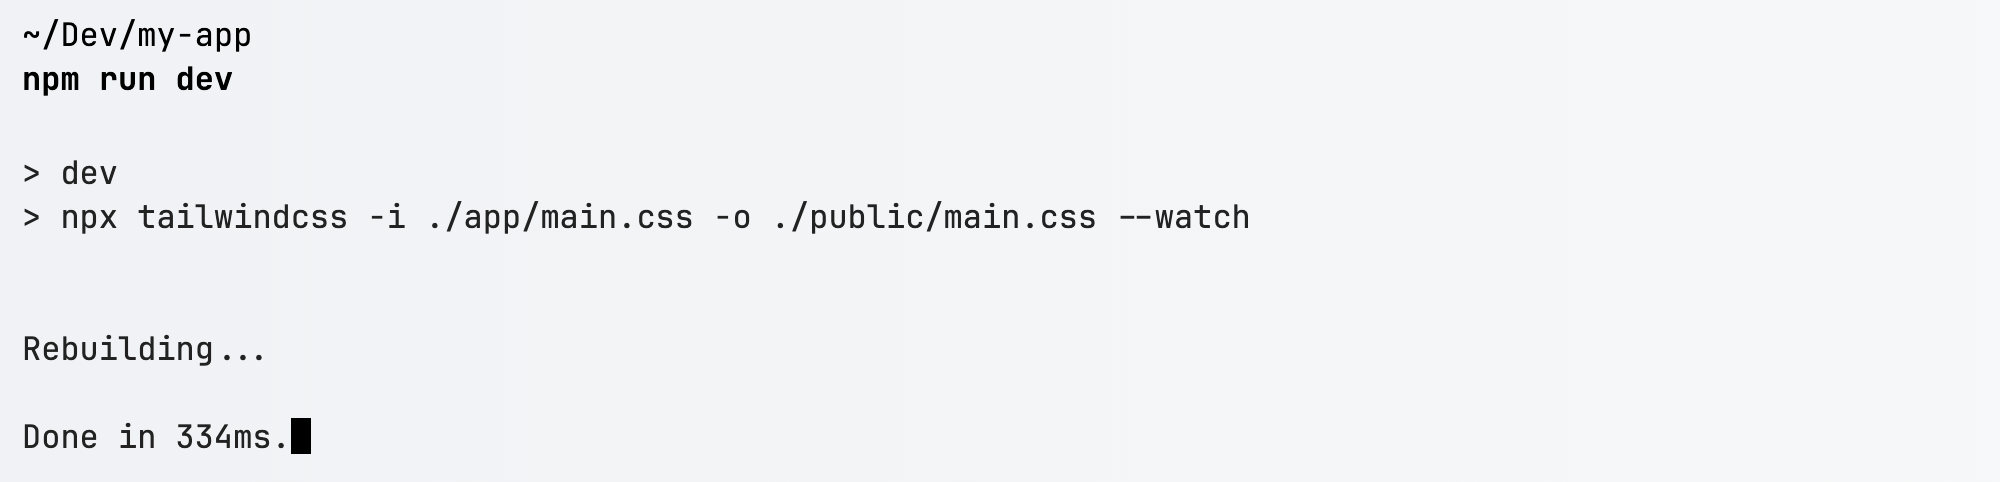 ~/Dev/my-app
npm run dev
> dev
> npx tailwindcss -i ./app/main.css -o ./public/main.css --watch
Rebuilding...
Done in 334ms.